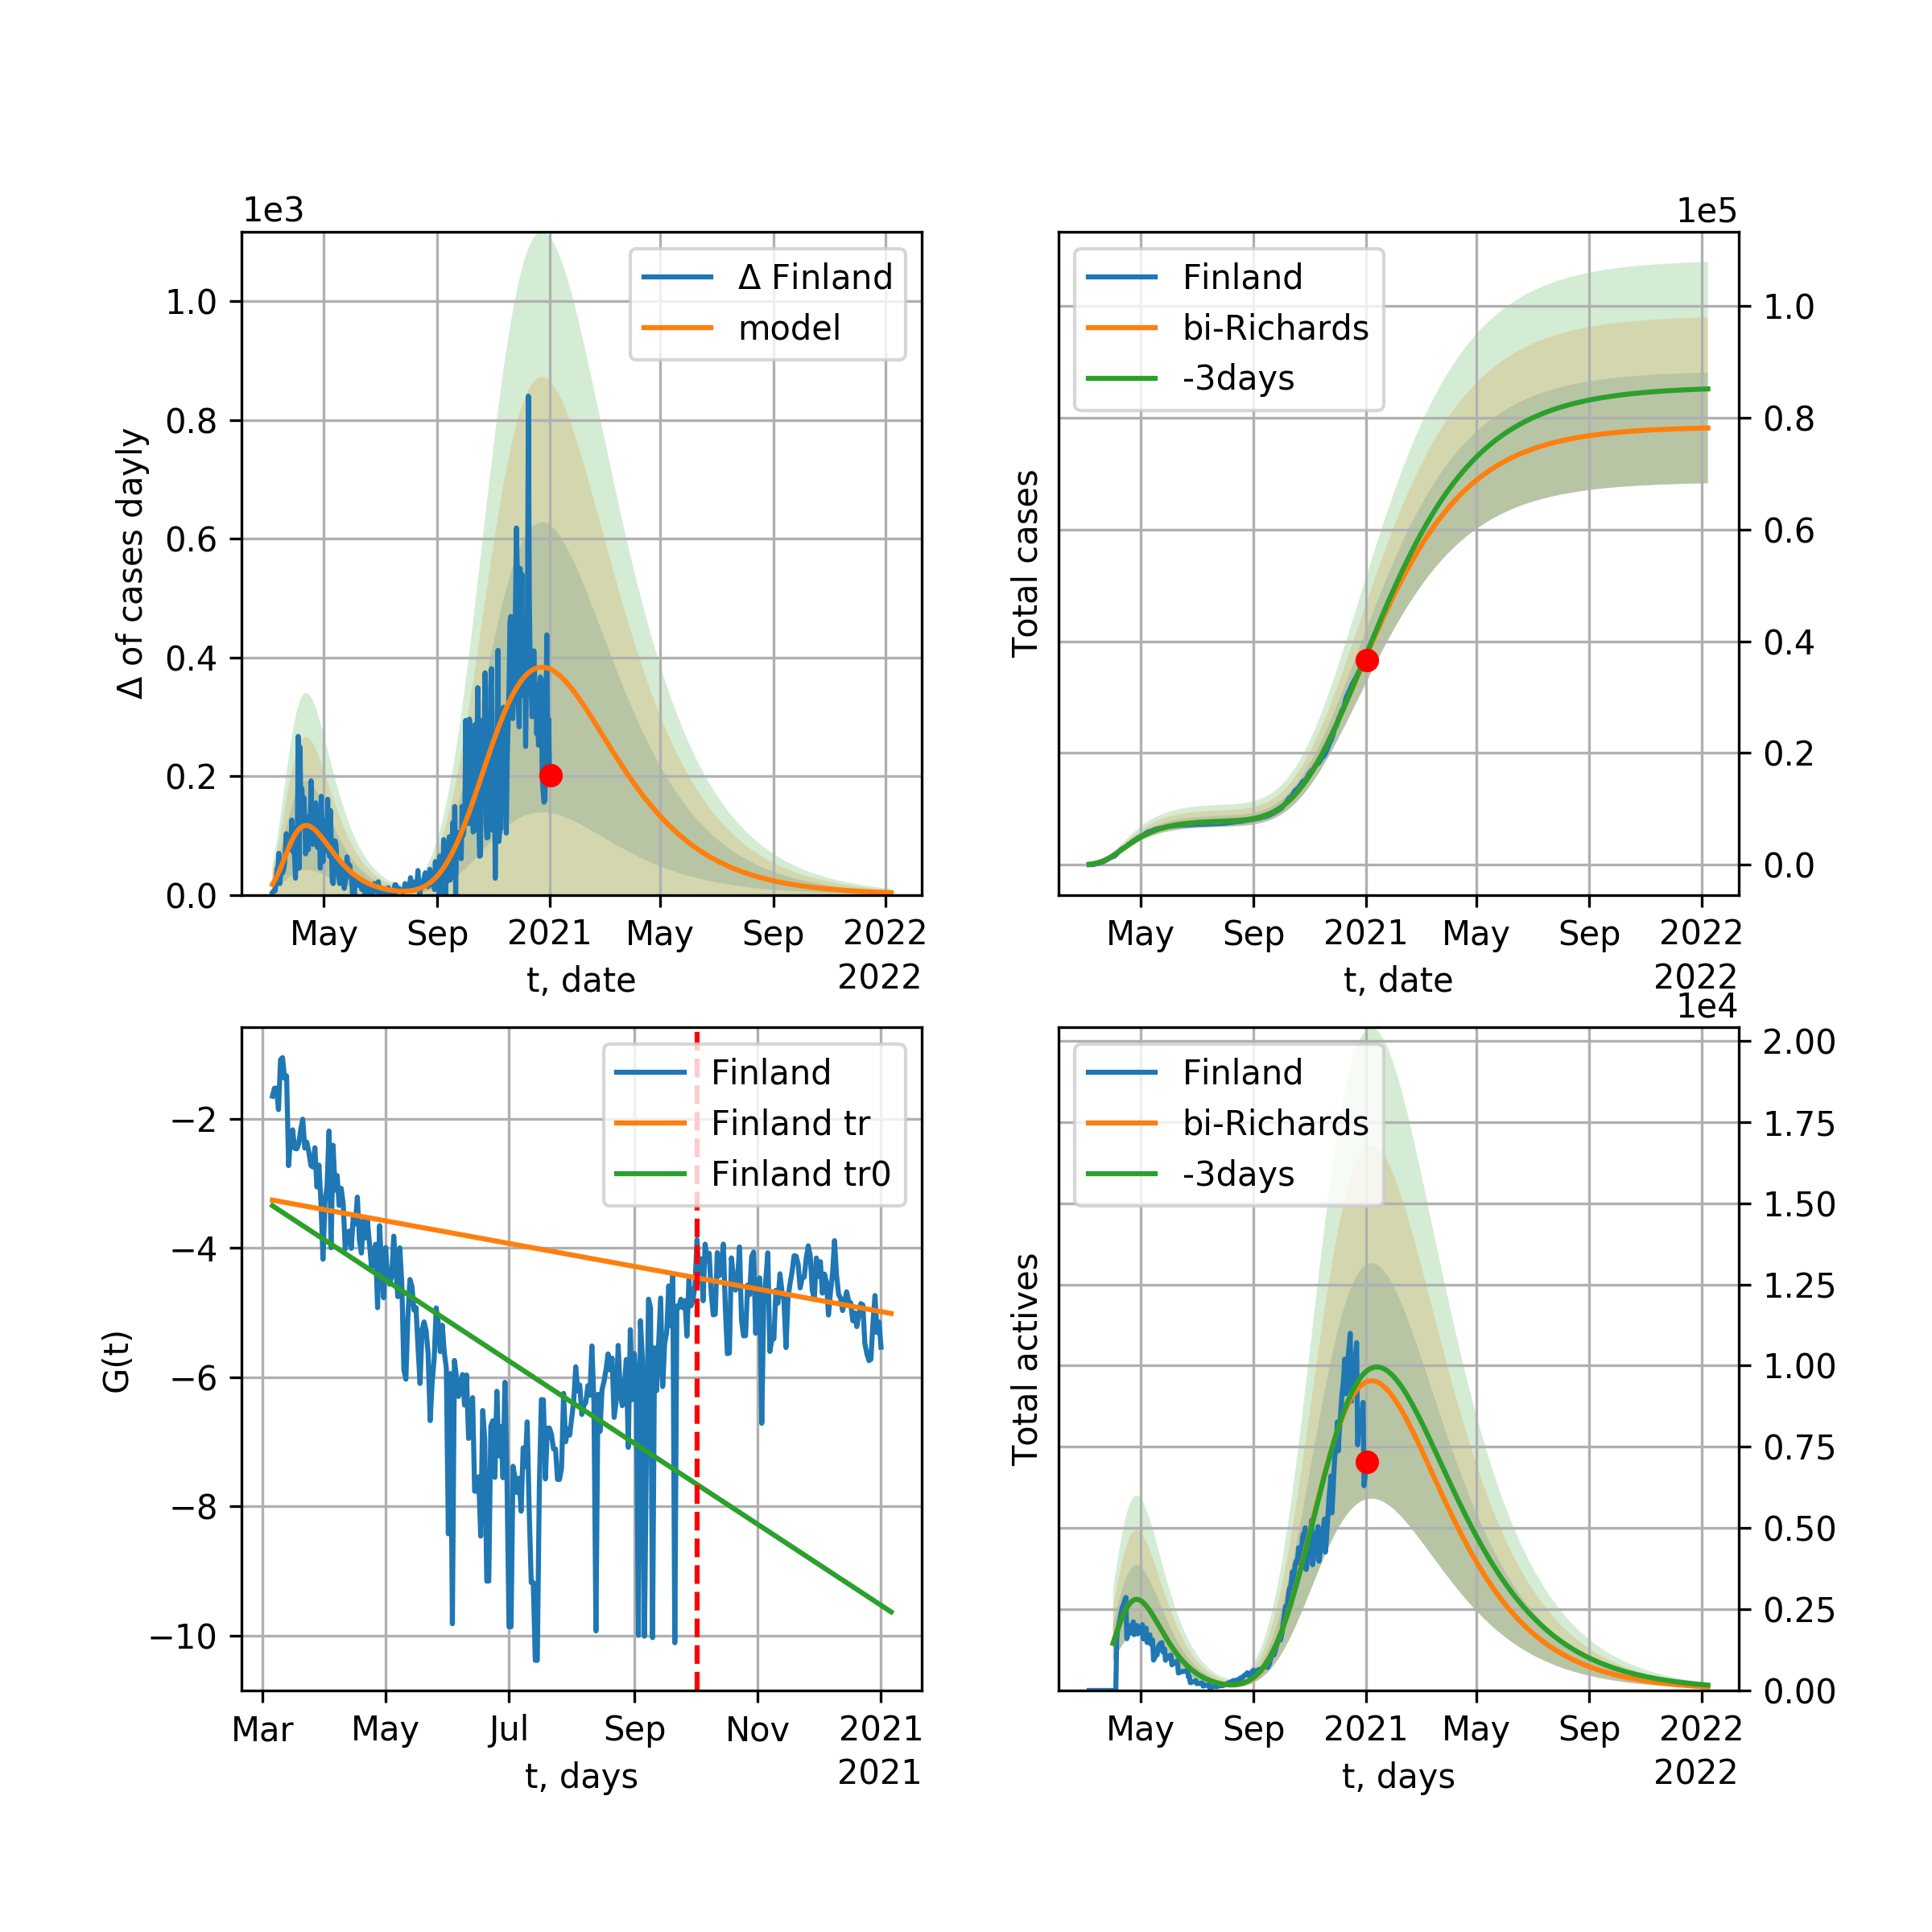 1e3
Δ of cases dayly
1.0
0.8
0.6
0.4
0.2
0.0
Δ Finland
model
May Sep 2021 May Sep 2022
t, date 2022
1e5
Total cases
Finland
bi-Richards
-3days
1.0
0.8
0.6
0.4
0.2
0.0
May Sep 2021 May Sep 2022
t, date 2022
G(t)
−2
−4
−6
−8
−10
Finland
Finland tr
Finland tr0
Mar May Jul Sep Nov 2021
t, days 2021
1e4
Total actives
Finland
bi-Richards
-3days
2.00
1.75
1.50
1.25
1.00
0.75
0.50
0.25
0.00
May Sep 2021 May Sep 2022
t, days 2022